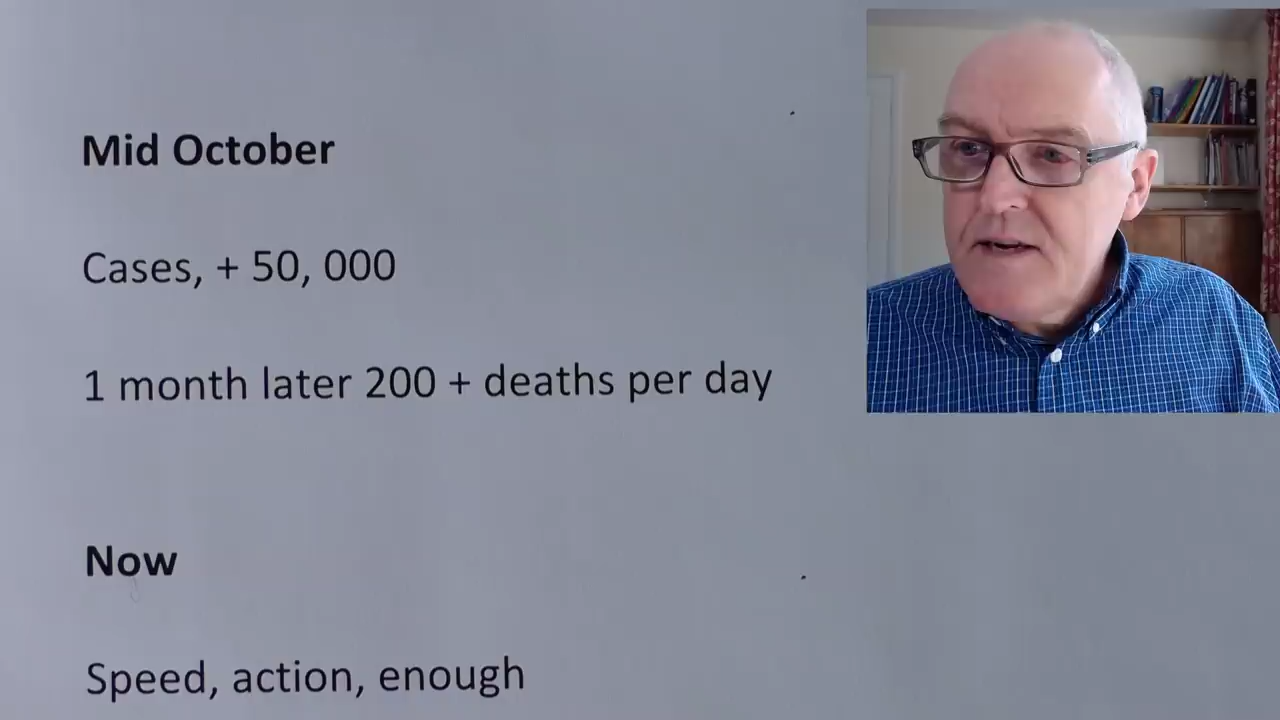 Mid October
Cases, + 50, 000
1 month later 200 + deaths per day
Now
Speed, action, enough